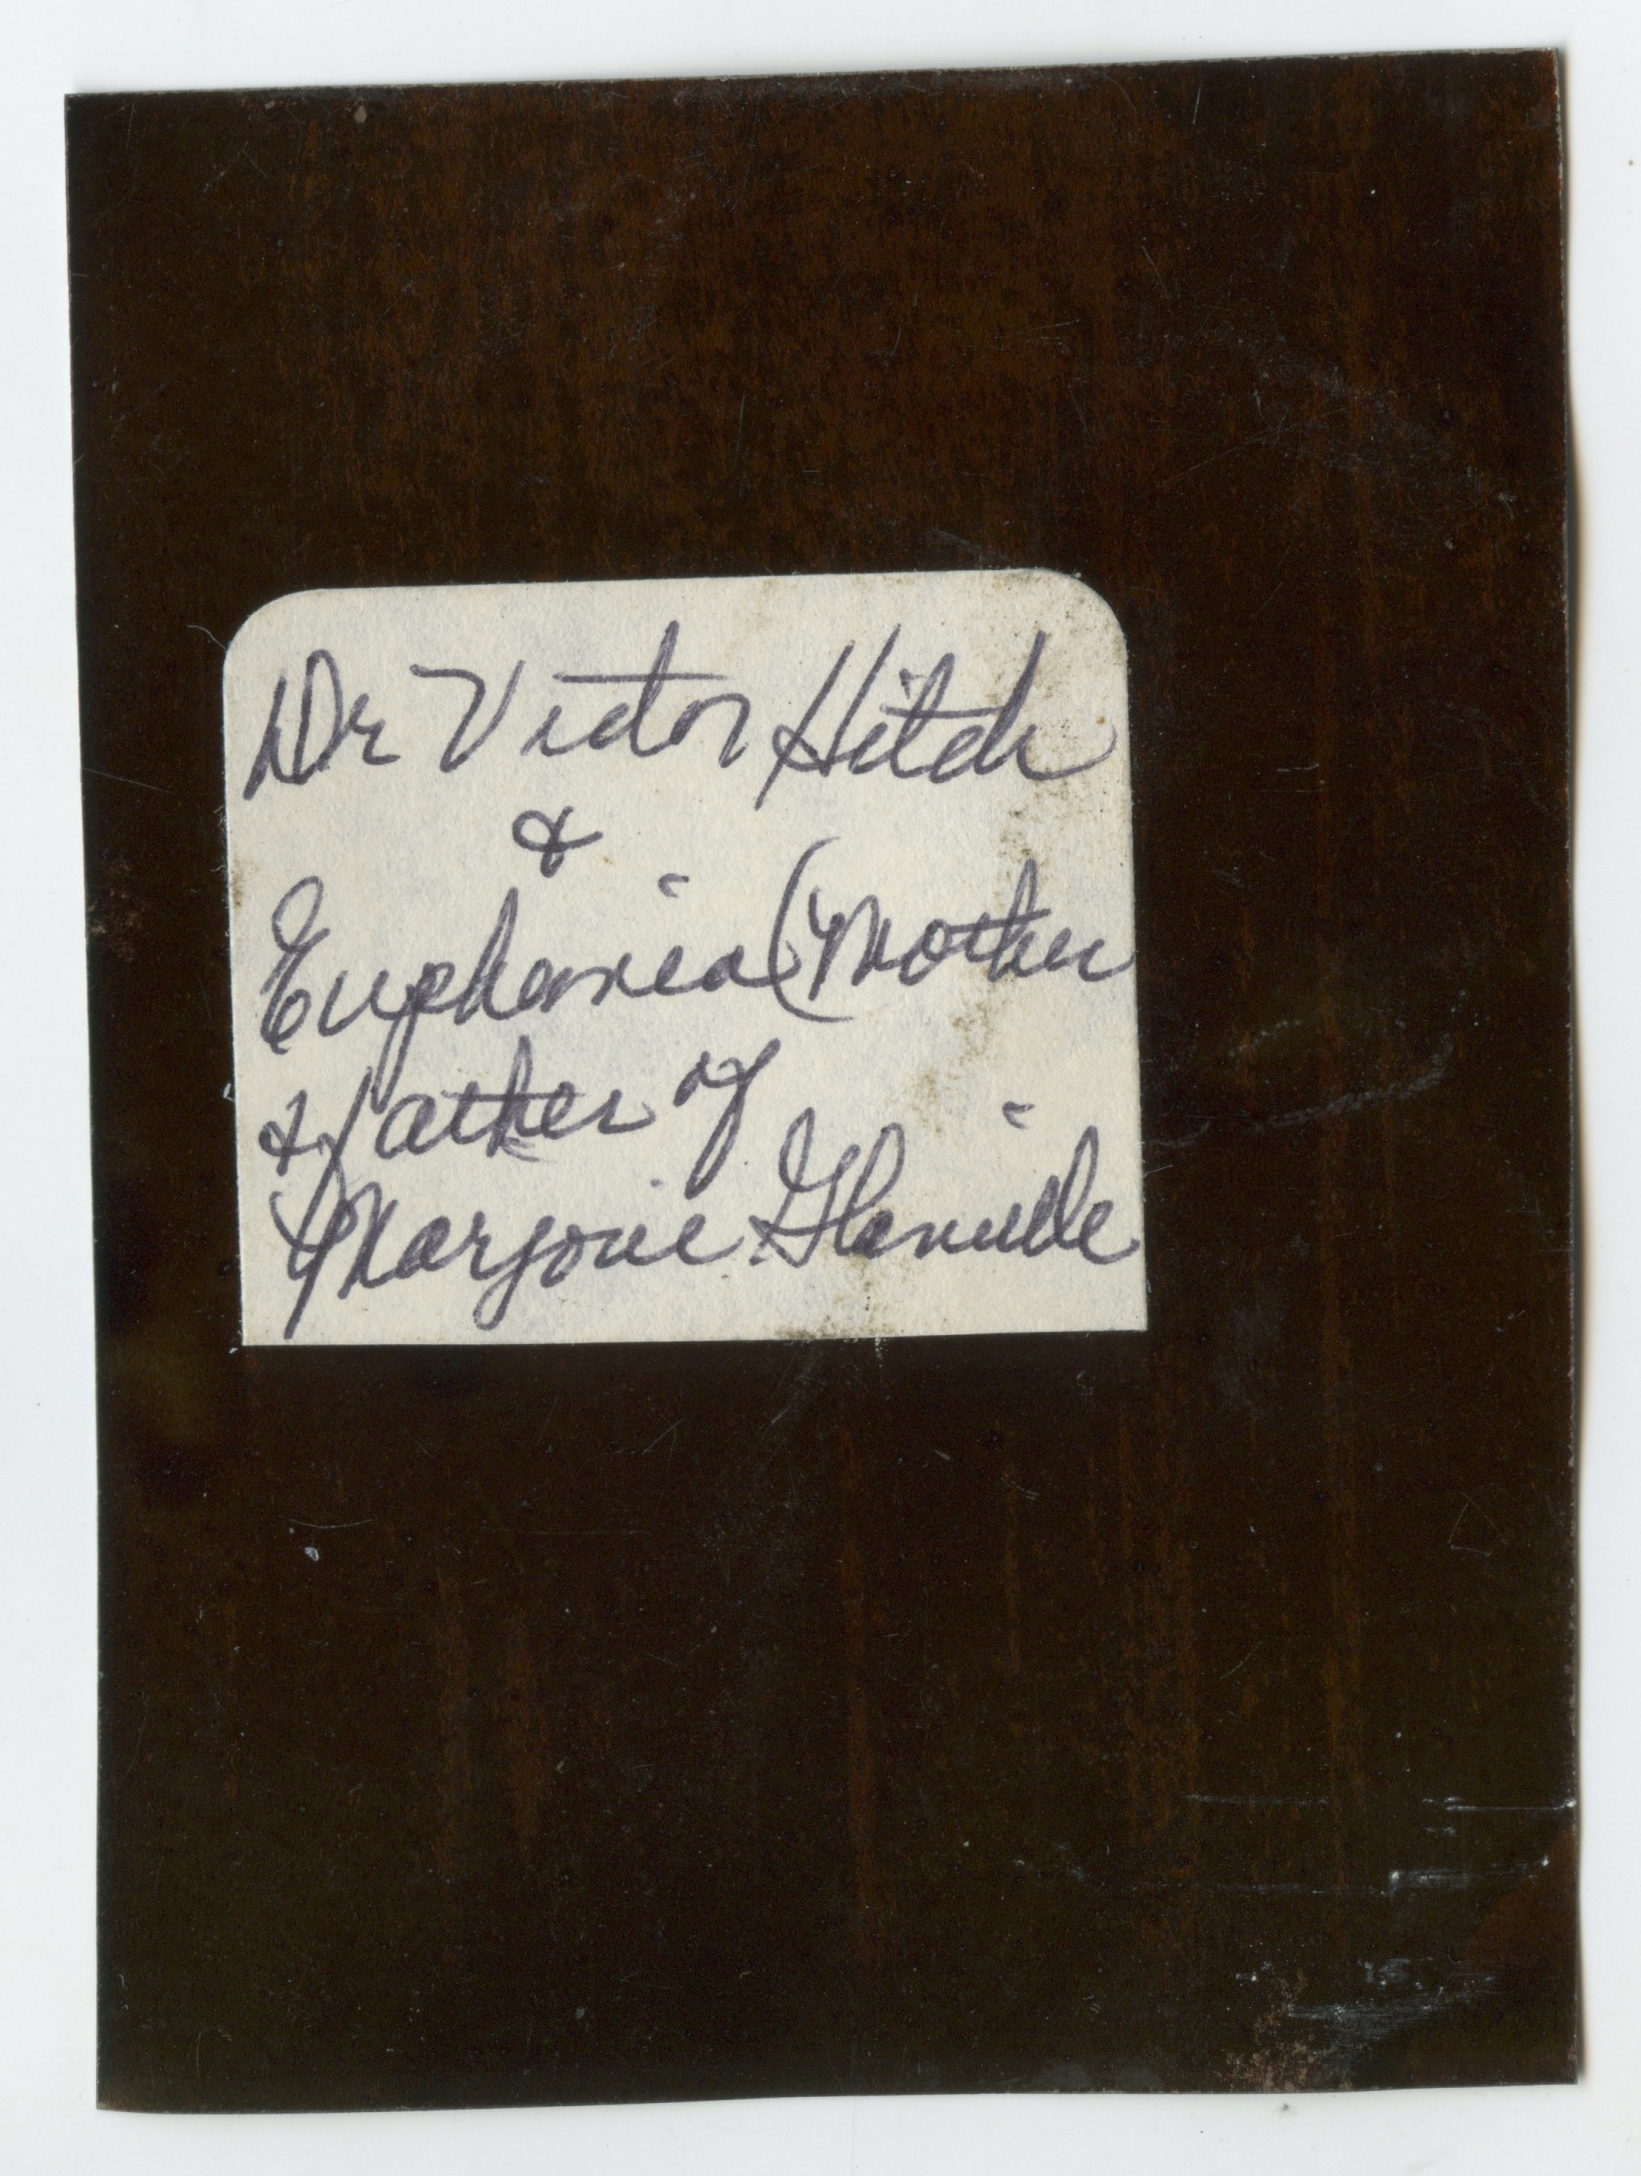 Dr Victor Hitch
&
Euphemia (Mother
& father of
Marjorie Glanville